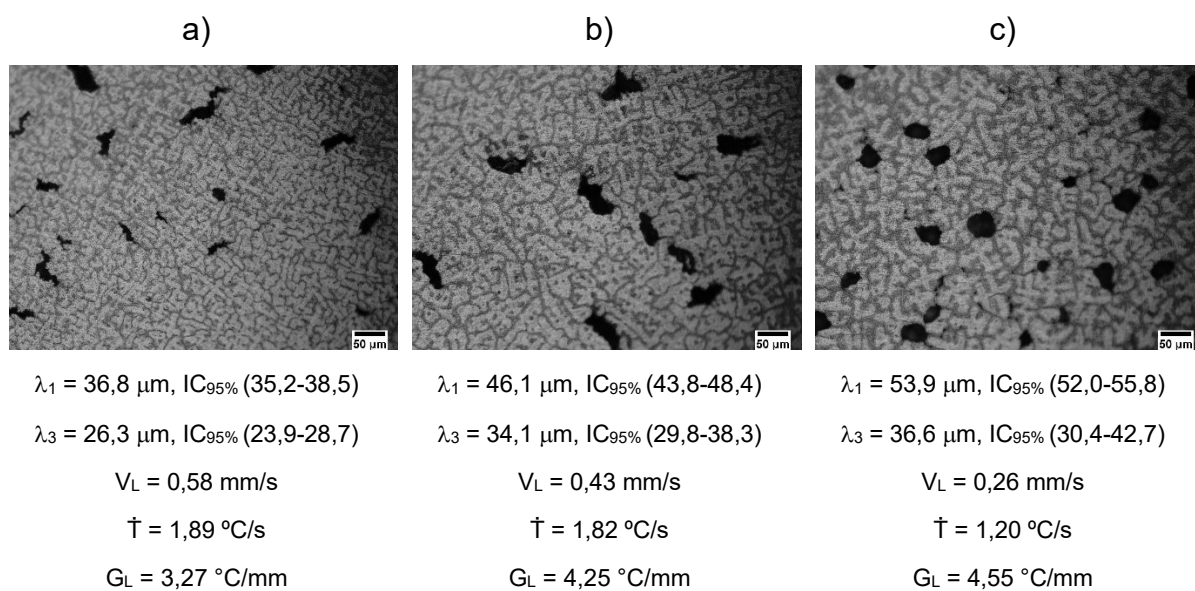 a) b) c)
50 µm 50 µm 50 µm
λ1 = 36,8 μm, IC95% (35,2-38,5) λ1 = 46,1 μm, IC95% (43,8-48,4) λ1 = 53,9 μm, IC95% (52,0-55,8)
λ3 = 26,3 μm, IC95% (23,9-28,7) λ3 = 34,1 μm, IC95% (29,8-38,3) λ3 = 36,6 μm, IC95% (30,4-42,7)
VL = 0,58 mm/s VL = 0,43 mm/s VL = 0,26 mm/s
Ṫ = 1,89 ºC/s Ṫ = 1,82 ºC/s Ṫ = 1,20 ºC/s
GL = 3,27 °C/mm GL = 4,25 °C/mm GL = 4,55 °C/mm